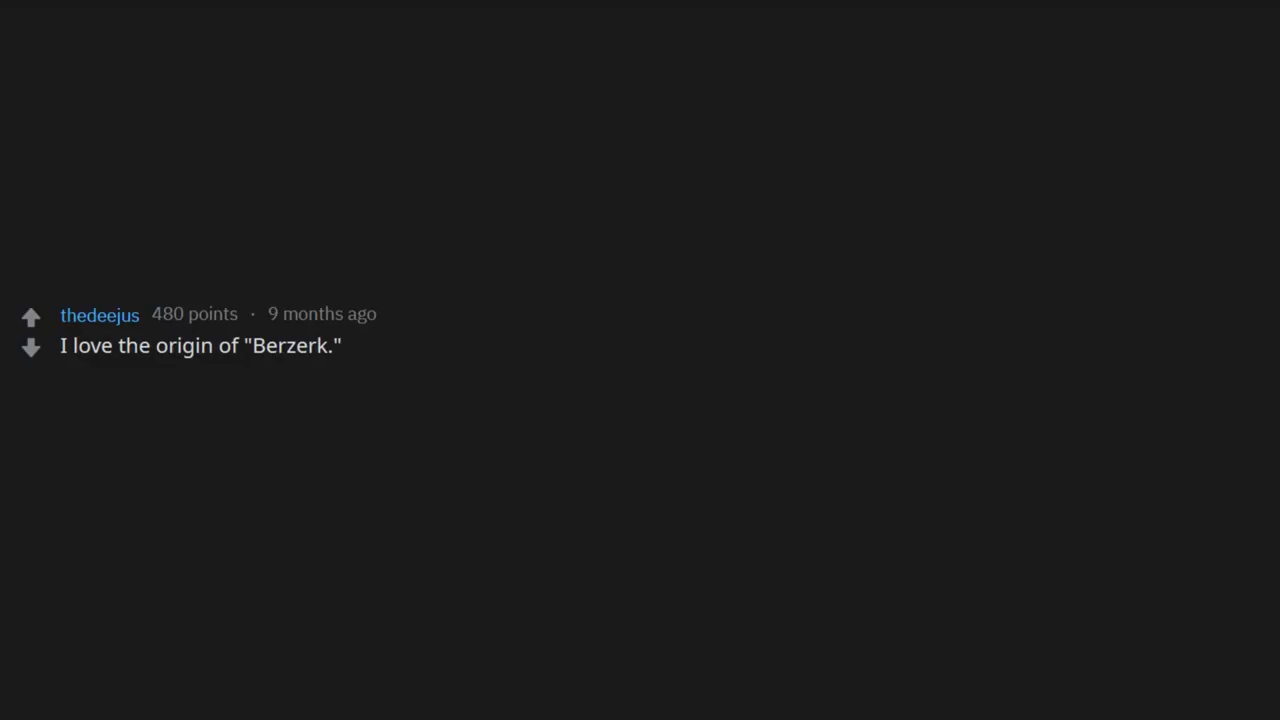 thedeejus 480 points · 9 months ago
I love the origin of "Berzerk."